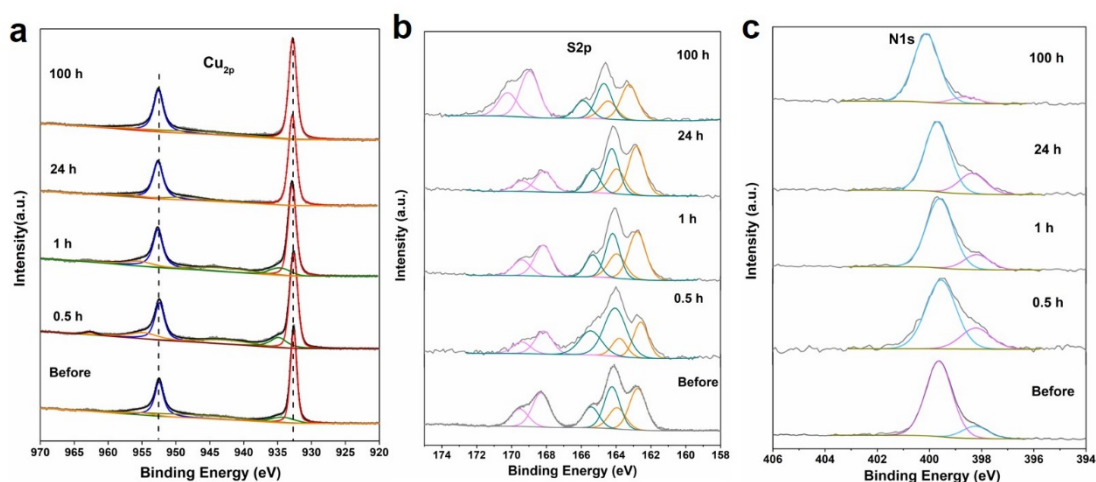 a
Cu2p
100 h
24 h
1 h
0.5 h
Before
Intensity(a.u.)
970 965 960 955 950 945 940 935 930 925 920
Binding Energy (eV)
b
S2p
100 h
24 h
1 h
0.5 h
Before
Intensity (a.u.)
174 172 170 168 166 164 162 160 158
Binding Energy (eV)
c
N1s
100 h
24 h
1 h
0.5 h
Before
Intensity (a.u.)
406 404 402 400 398 396 394
Binding Energy (eV)